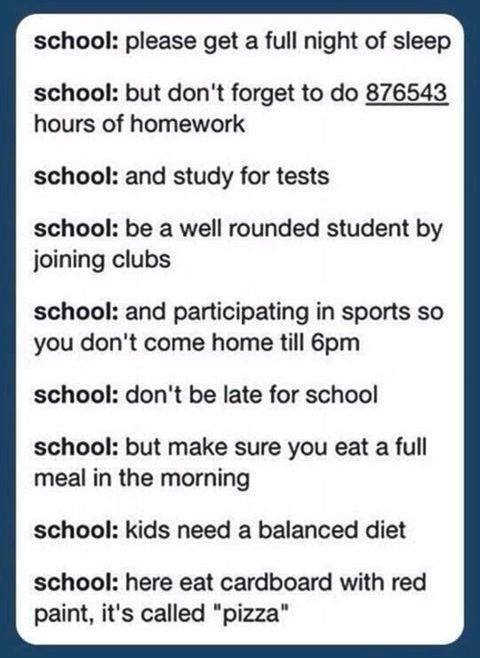 school: please get a full night of sleep
school: but don't forget to do 876543
hours of homework
school: and study for tests
school: be a well rounded student by
joining clubs
school: and participating in sports so
you don't come home till 6pm
school: don't be late for school
school: but make sure you eat a full
meal in the morning
school: kids need a balanced diet
school: here eat cardboard with red
paint, it's called "pizza"